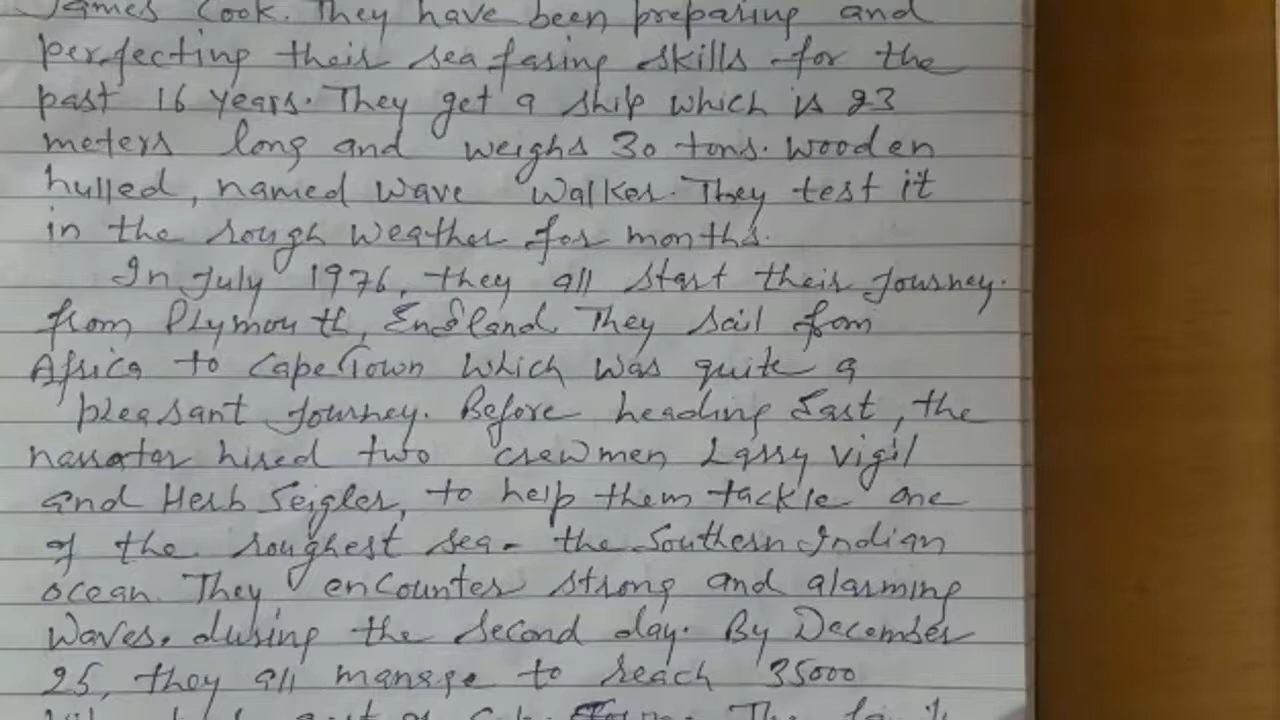 James Cook. They have been preparing and
perfecting their sea fasing skills for the
past 16 years. They get a ship which is 23
meters long and weighs 30 tons. Wooden
hulled, named Wave Walker. They test it
in the rough weather for months.
In July 1976, they all start their Journey.
from Plymouth, England. They sail from
Africa to Cape Town which was quite a
pleasant Journey. Before heading East, the
narrator hired two crewmen Larry vigil
and Herb Seigler, to help them tackle one
of the roughest sea - the Southern Indian
ocean. They encounter strong and alarming
Waves. during the second day. By December
25, they all manage to reach 35000